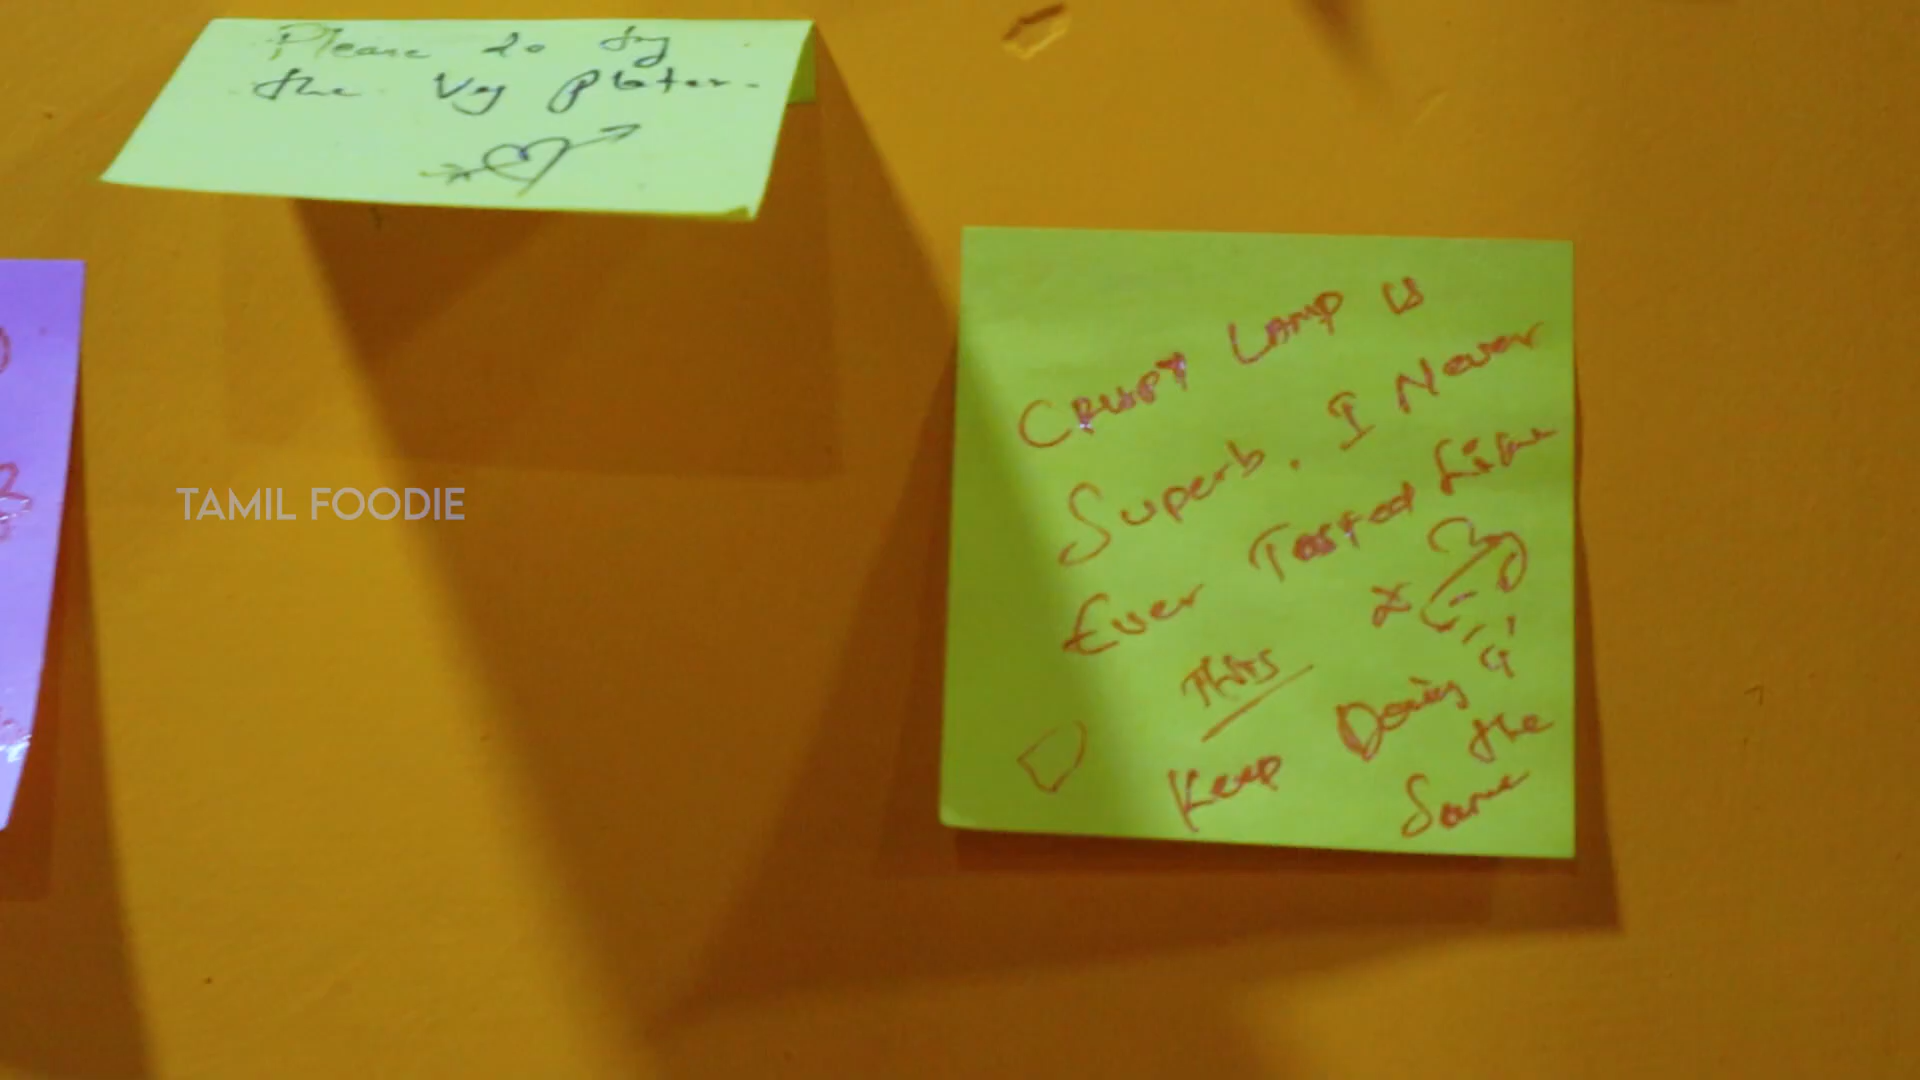 Please do try
the Veg plater.
TAMIL FOODIE
CRISPY LAMP is
Superb. I Never
Ever Tasted Like
This
Keep Doing
the
Same